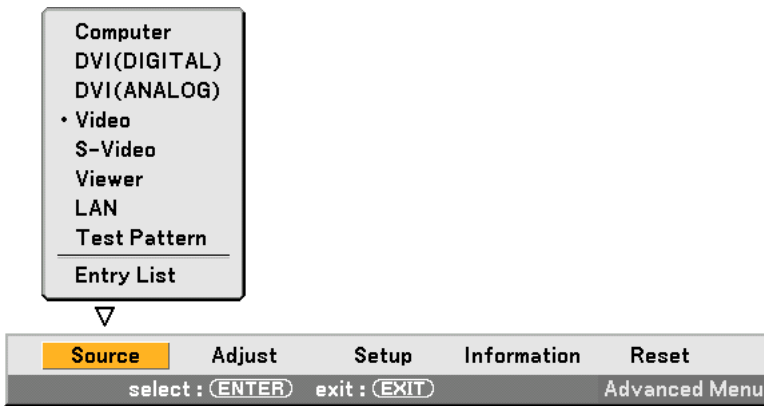 Computer
DVI(DIGITAL)
DVI(ANALOG)
• Video
S-Video
Viewer
LAN
Test Pattern
Entry List
Source Adjust Setup Information Reset
select : ENTER exit : EXIT Advanced Menu